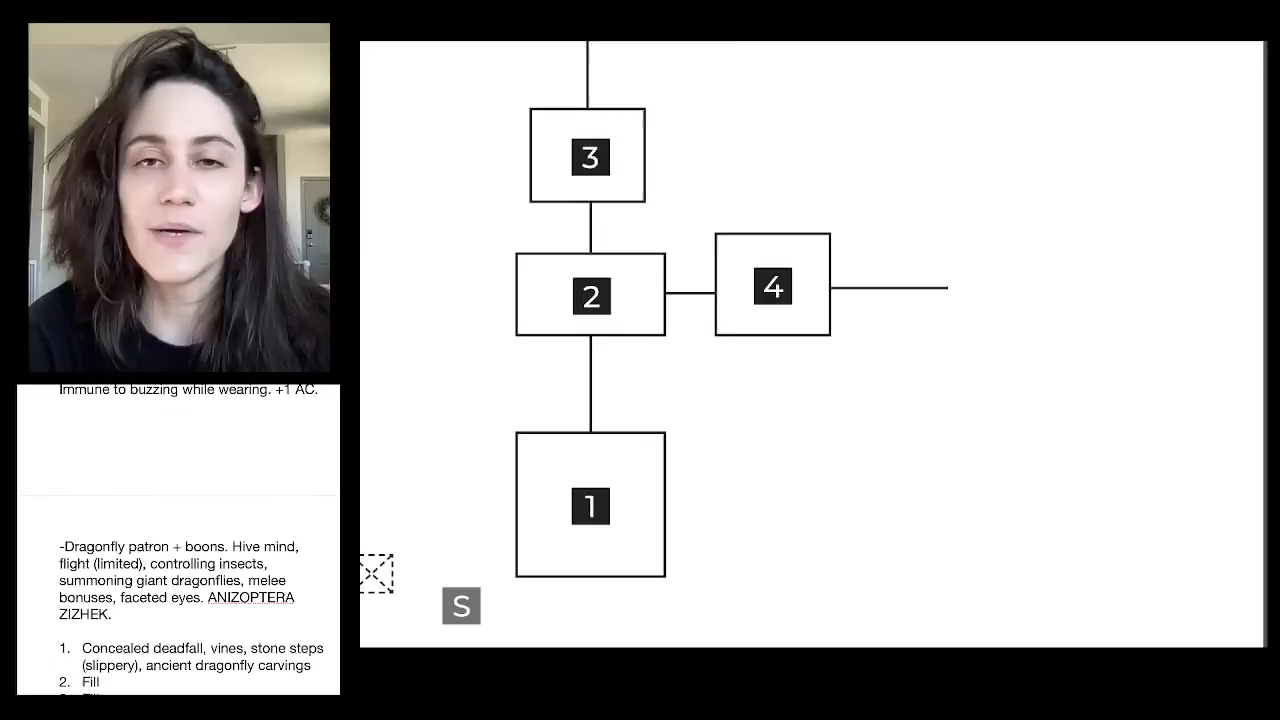 Immune to buzzing while wearing. +1 AC.
-Dragonfly patron + boons. Hive mind,
flight (limited), controlling insects,
summoning giant dragonflies, melee
bonuses, faceted eyes. ANIZOPTERA
ZIZHEK.
1. Concealed deadfall, vines, stone steps
(slippery), ancient dragonfly carvings
2. Fill
3
2
4
1
S